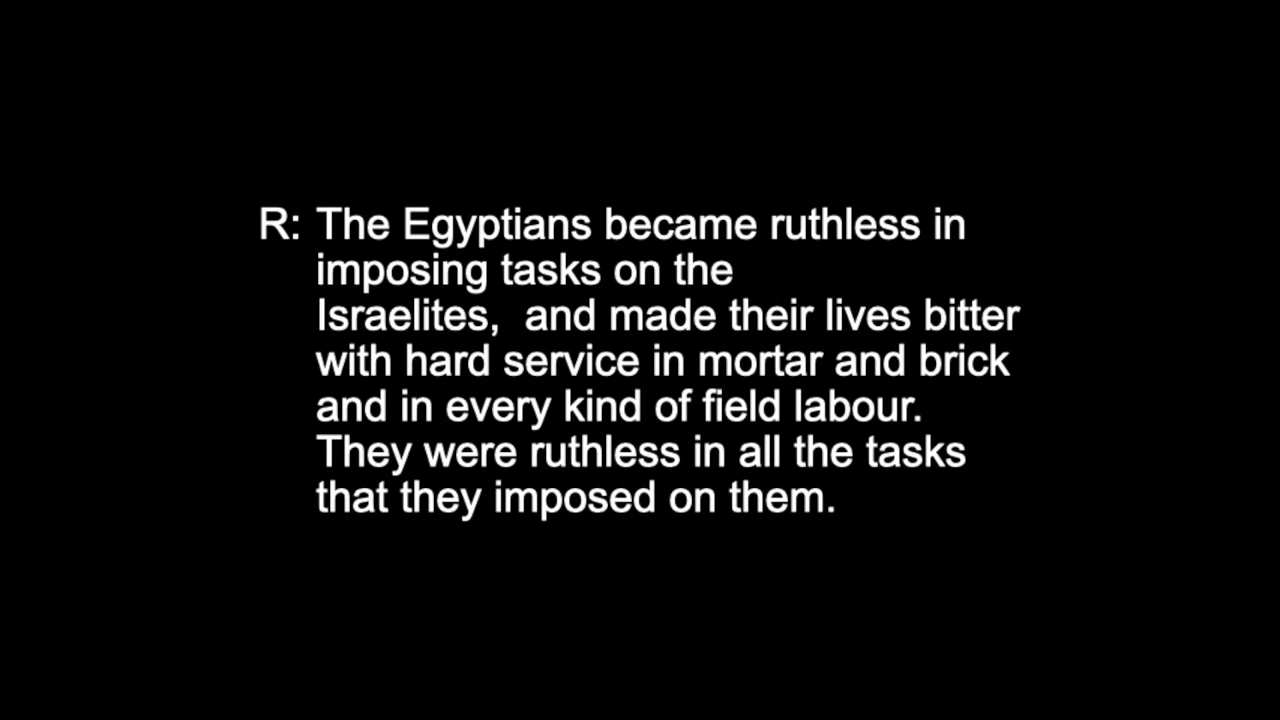 R: The Egyptians became ruthless in
imposing tasks on the
Israelites,  and made their lives bitter
with hard service in mortar and brick
and in every kind of field labour.
They were ruthless in all the tasks
that they imposed on them.